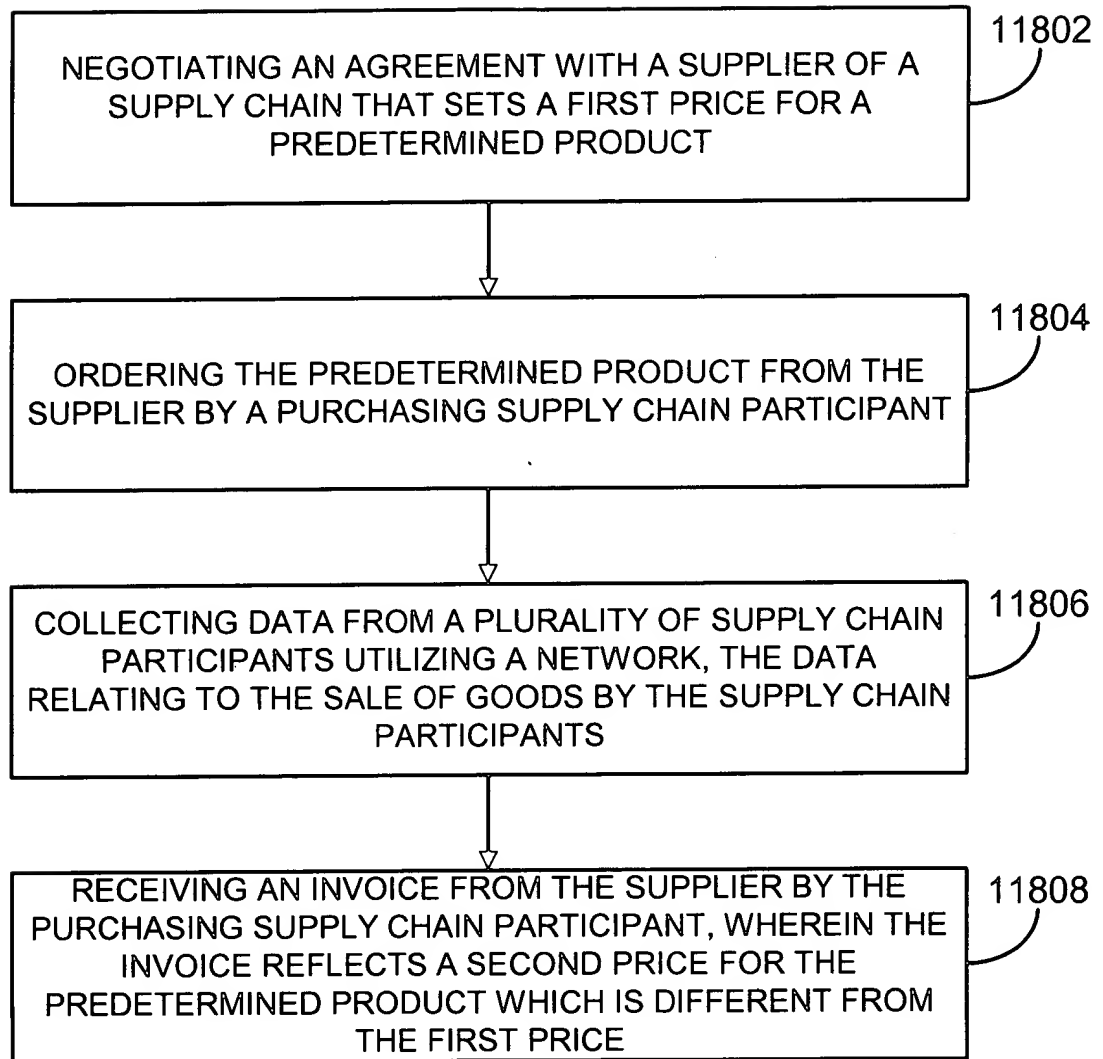 11802
NEGOTIATING AN AGREEMENT WITH A SUPPLIER OF A
SUPPLY CHAIN THAT SETS A FIRST PRICE FOR A
PREDETERMINED PRODUCT
11804
ORDERING THE PREDETERMINED PRODUCT FROM THE
SUPPLIER BY A PURCHASING SUPPLY CHAIN PARTICIPANT
11806
COLLECTING DATA FROM A PLURALITY OF SUPPLY CHAIN
PARTICIPANTS UTILIZING A NETWORK, THE DATA
RELATING TO THE SALE OF GOODS BY THE SUPPLY CHAIN
PARTICIPANTS
11808
RECEIVING AN INVOICE FROM THE SUPPLIER BY THE
PURCHASING SUPPLY CHAIN PARTICIPANT, WHEREIN THE
INVOICE REFLECTS A SECOND PRICE FOR THE
PREDETERMINED PRODUCT WHICH IS DIFFERENT FROM
THE FIRST PRICE